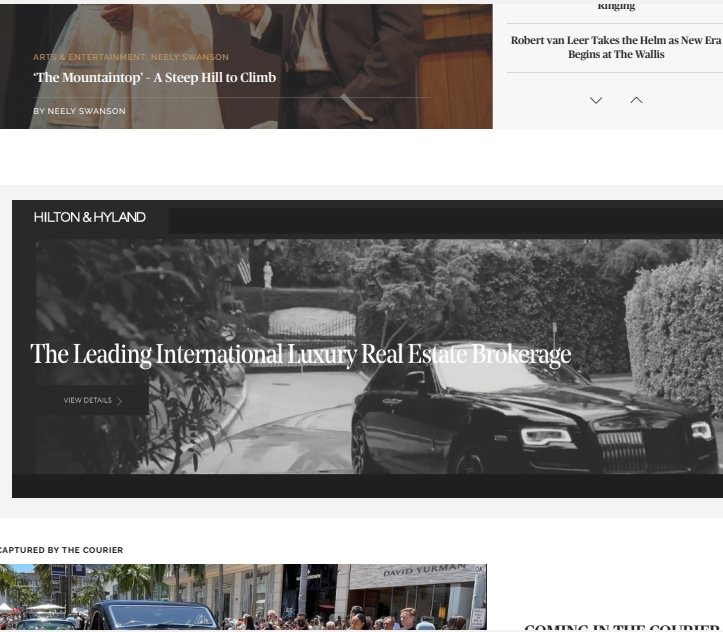 Ringing
ARTS & ENTERTAINMENT, NEELY SWANSON
‘The Mountaintop’ – A Steep Hill to Climb
BY NEELY SWANSON
Robert van Leer Takes the Helm as New Era
Begins at The Wallis
HILTON & HYLAND
The Leading International Luxury Real Estate Brokerage
VIEW DETAILS
CAPTURED BY THE COURIER
DAVID YURMAN
COMING IN THE COURIER